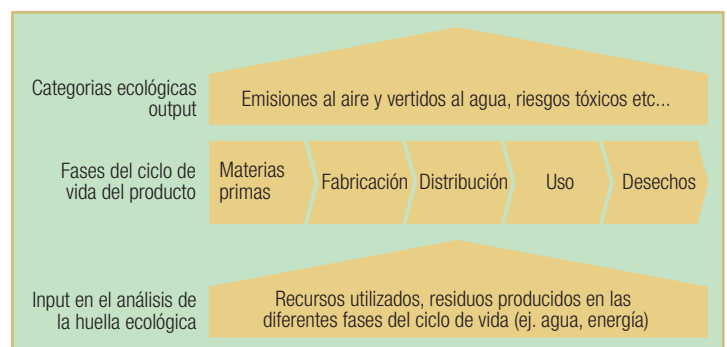 Categorias ecológicas
output
Emisiones al aire y vertidos al agua, riesgos tóxicos etc...
Fases del ciclo de
vida del producto
Materias
primas
Fabricación
Distribución
Uso
Desechos
Input en el análisis de
la huella ecológica
Recursos utilizados, residuos producidos en las
diferentes fases del ciclo de vida (ej. agua, energía)